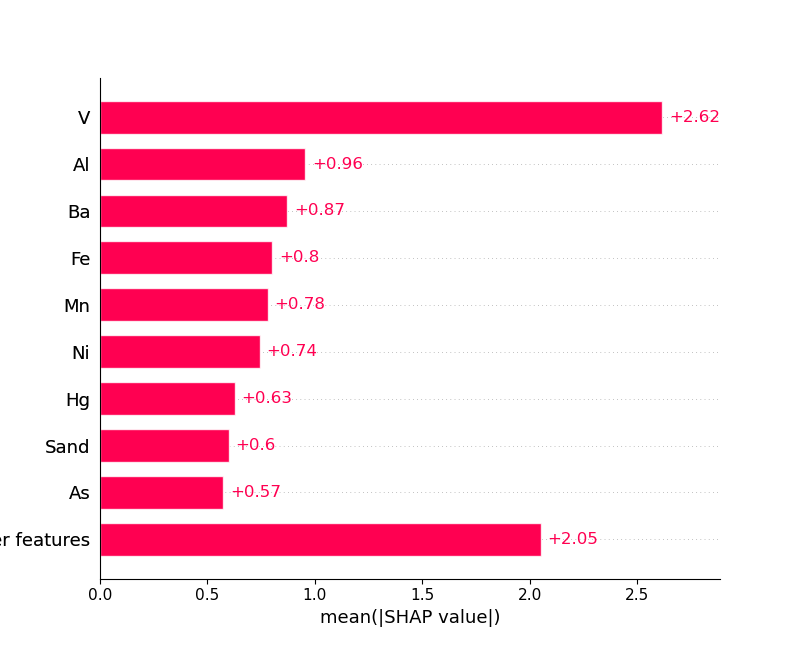 V +2.62
Al +0.96
Ba +0.87
Fe +0.8
Mn +0.78
Ni +0.74
Hg +0.63
Sand +0.6
As +0.57
features +2.05
0.0 0.5 1.0 1.5 2.0 2.5
mean(|SHAP value|)